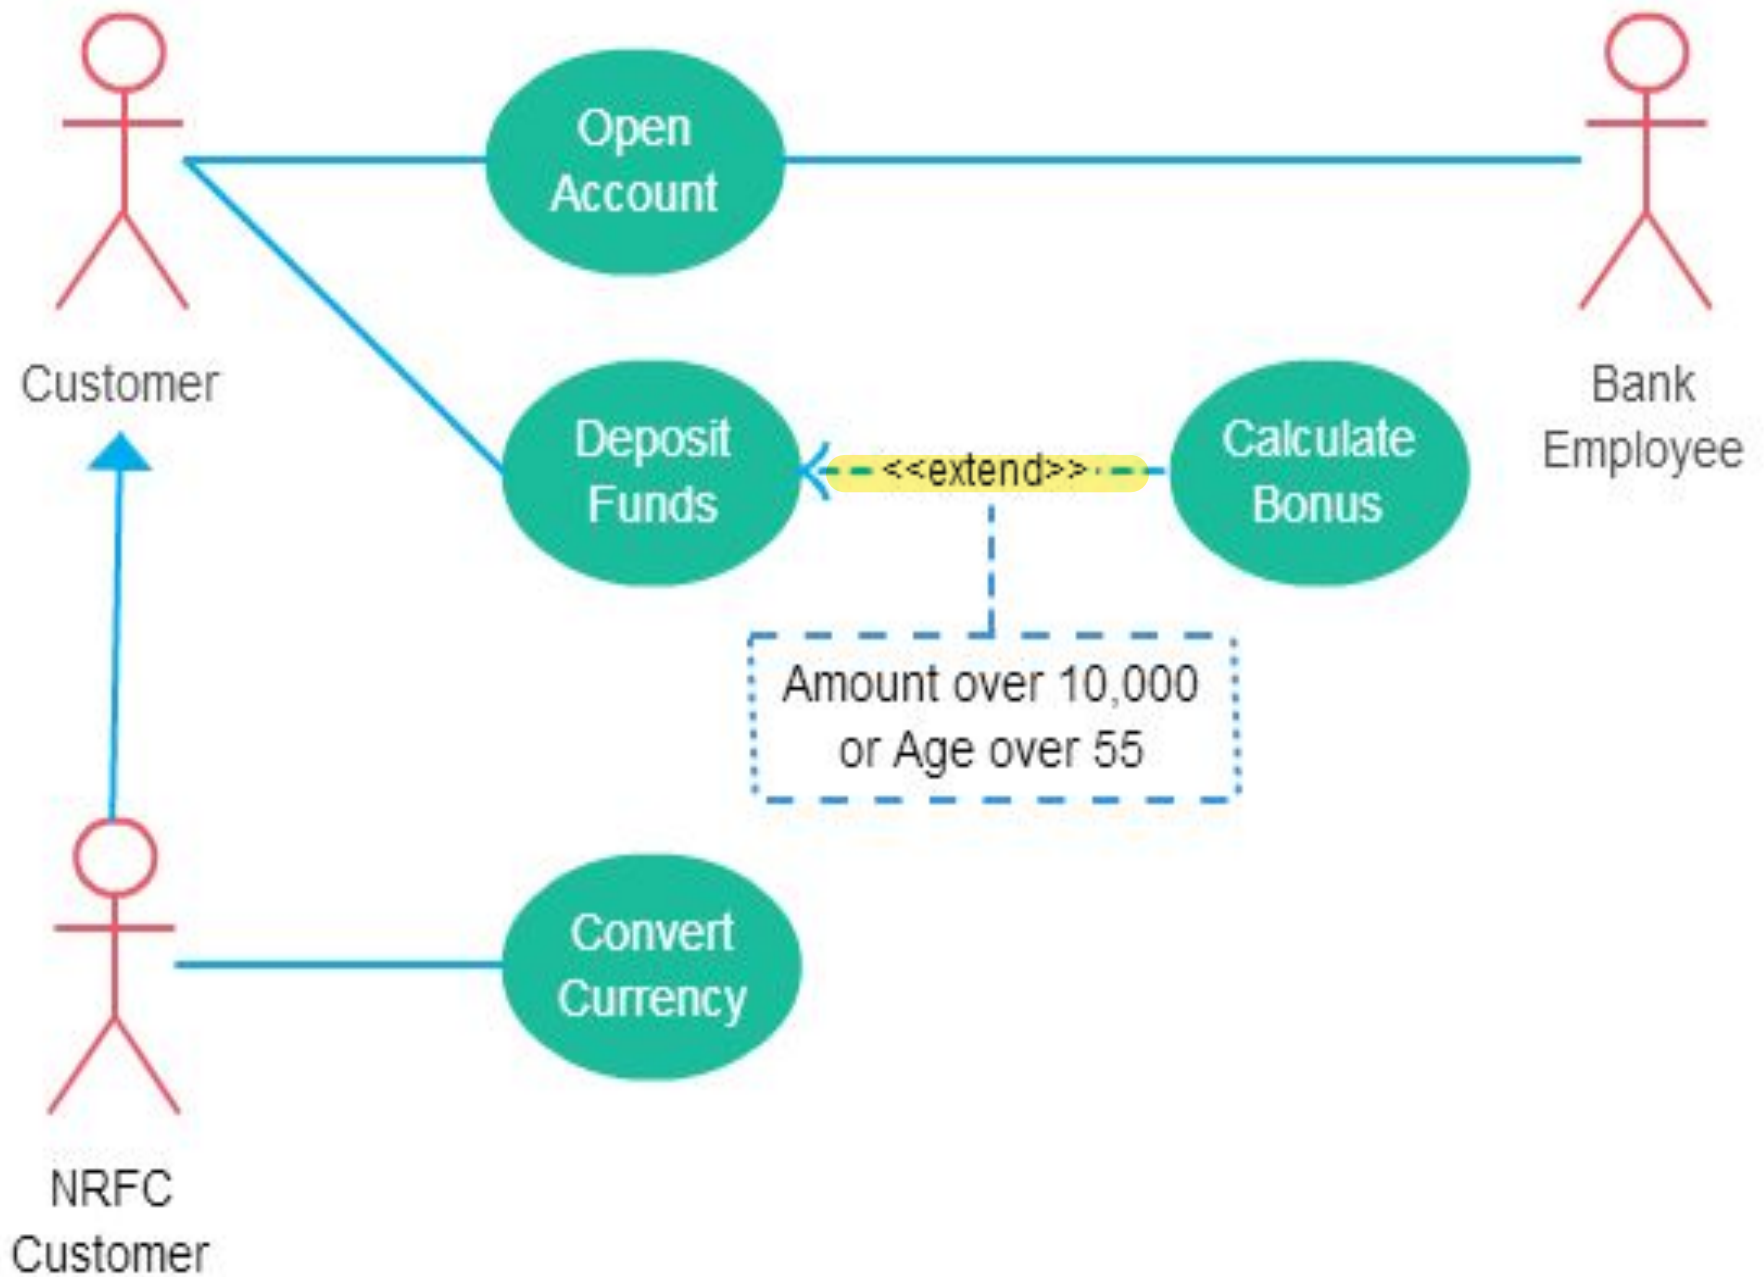 Open
Account
Customer
Bank
Employee
Deposit
Funds
<<extend>>
Calculate
Bonus
Amount over 10,000
or Age over 55
Convert
Currency
NRFC
Customer